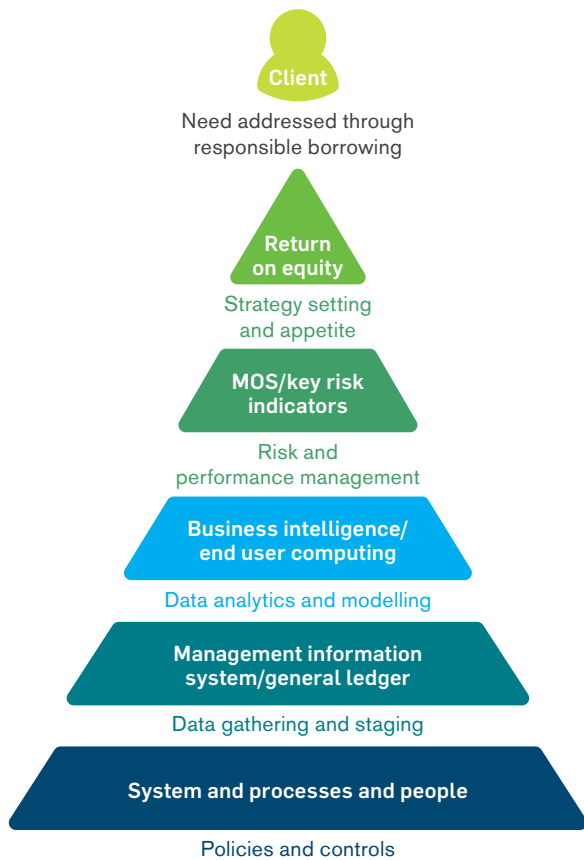 Client
Need addressed through
responsible borrowing
Return
on equity
Strategy setting
and appetite
MOS/key risk
indicators
Risk and
performance management
Business intelligence/
end user computing
Data analytics and modelling
Management information
system/general ledger
Data gathering and staging
System and processes and people
Policies and controls